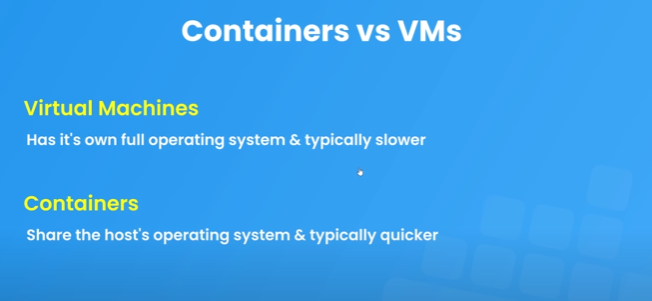 Containers vs VMs
Virtual Machines
Has it's own full operating system & typically slower
Containers
Share the host's operating system & typically quicker